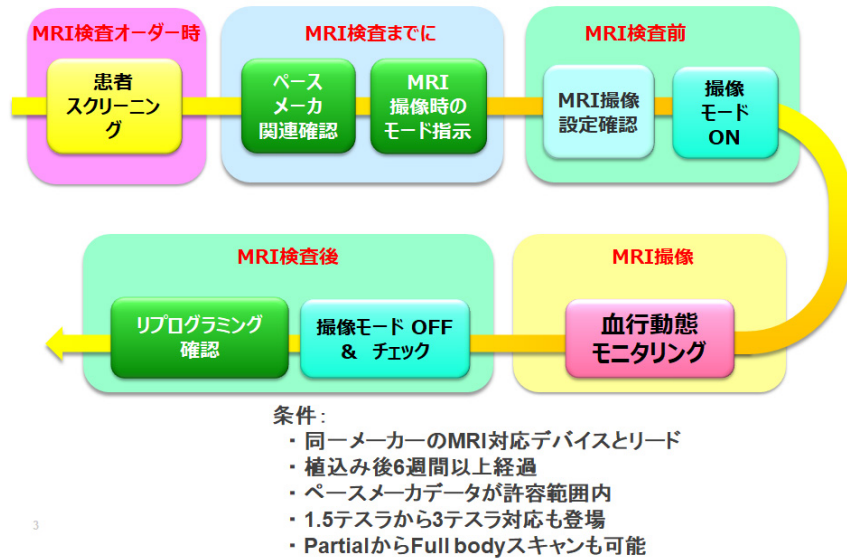 MRI検査オーダー時
患者
スクリーニン
グ
MRI検査までに
ペース
メーカ
関連確認
MRI
撮像時の
モード指示
MRI検査前
MRI撮像
設定確認
撮像
モード
ON
MRI撮像
血行動態
モニタリング
MRI検査後
撮像モード OFF
& チェック
リプログラミング
確認
条件:
・同一メーカーのMRI対応デバイスとリード
・植込み後6週間以上経過
・ペースメーカデータが許容範囲内
・1.5テスラから3テスラ対応も登場
・PartialからFull bodyスキャンも可能
3